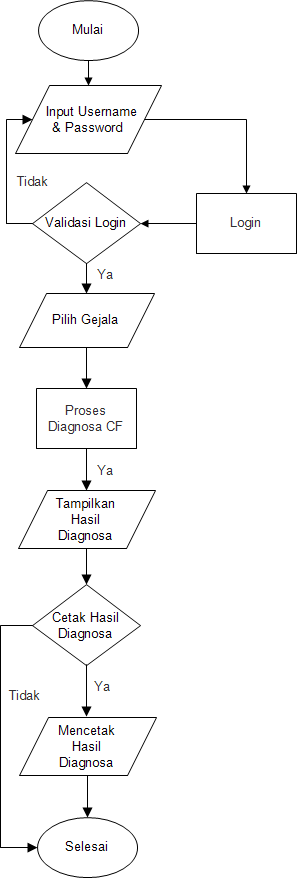 Mulai
Input Username
& Password
Tidak
Validasi Login
Login
Ya
Pilih Gejala
Proses
Diagnosa CF
Ya
Tampilkan
Hasil
Diagnosa
Cetak Hasil
Diagnosa
Tidak
Ya
Mencetak
Hasil
Diagnosa
Selesai